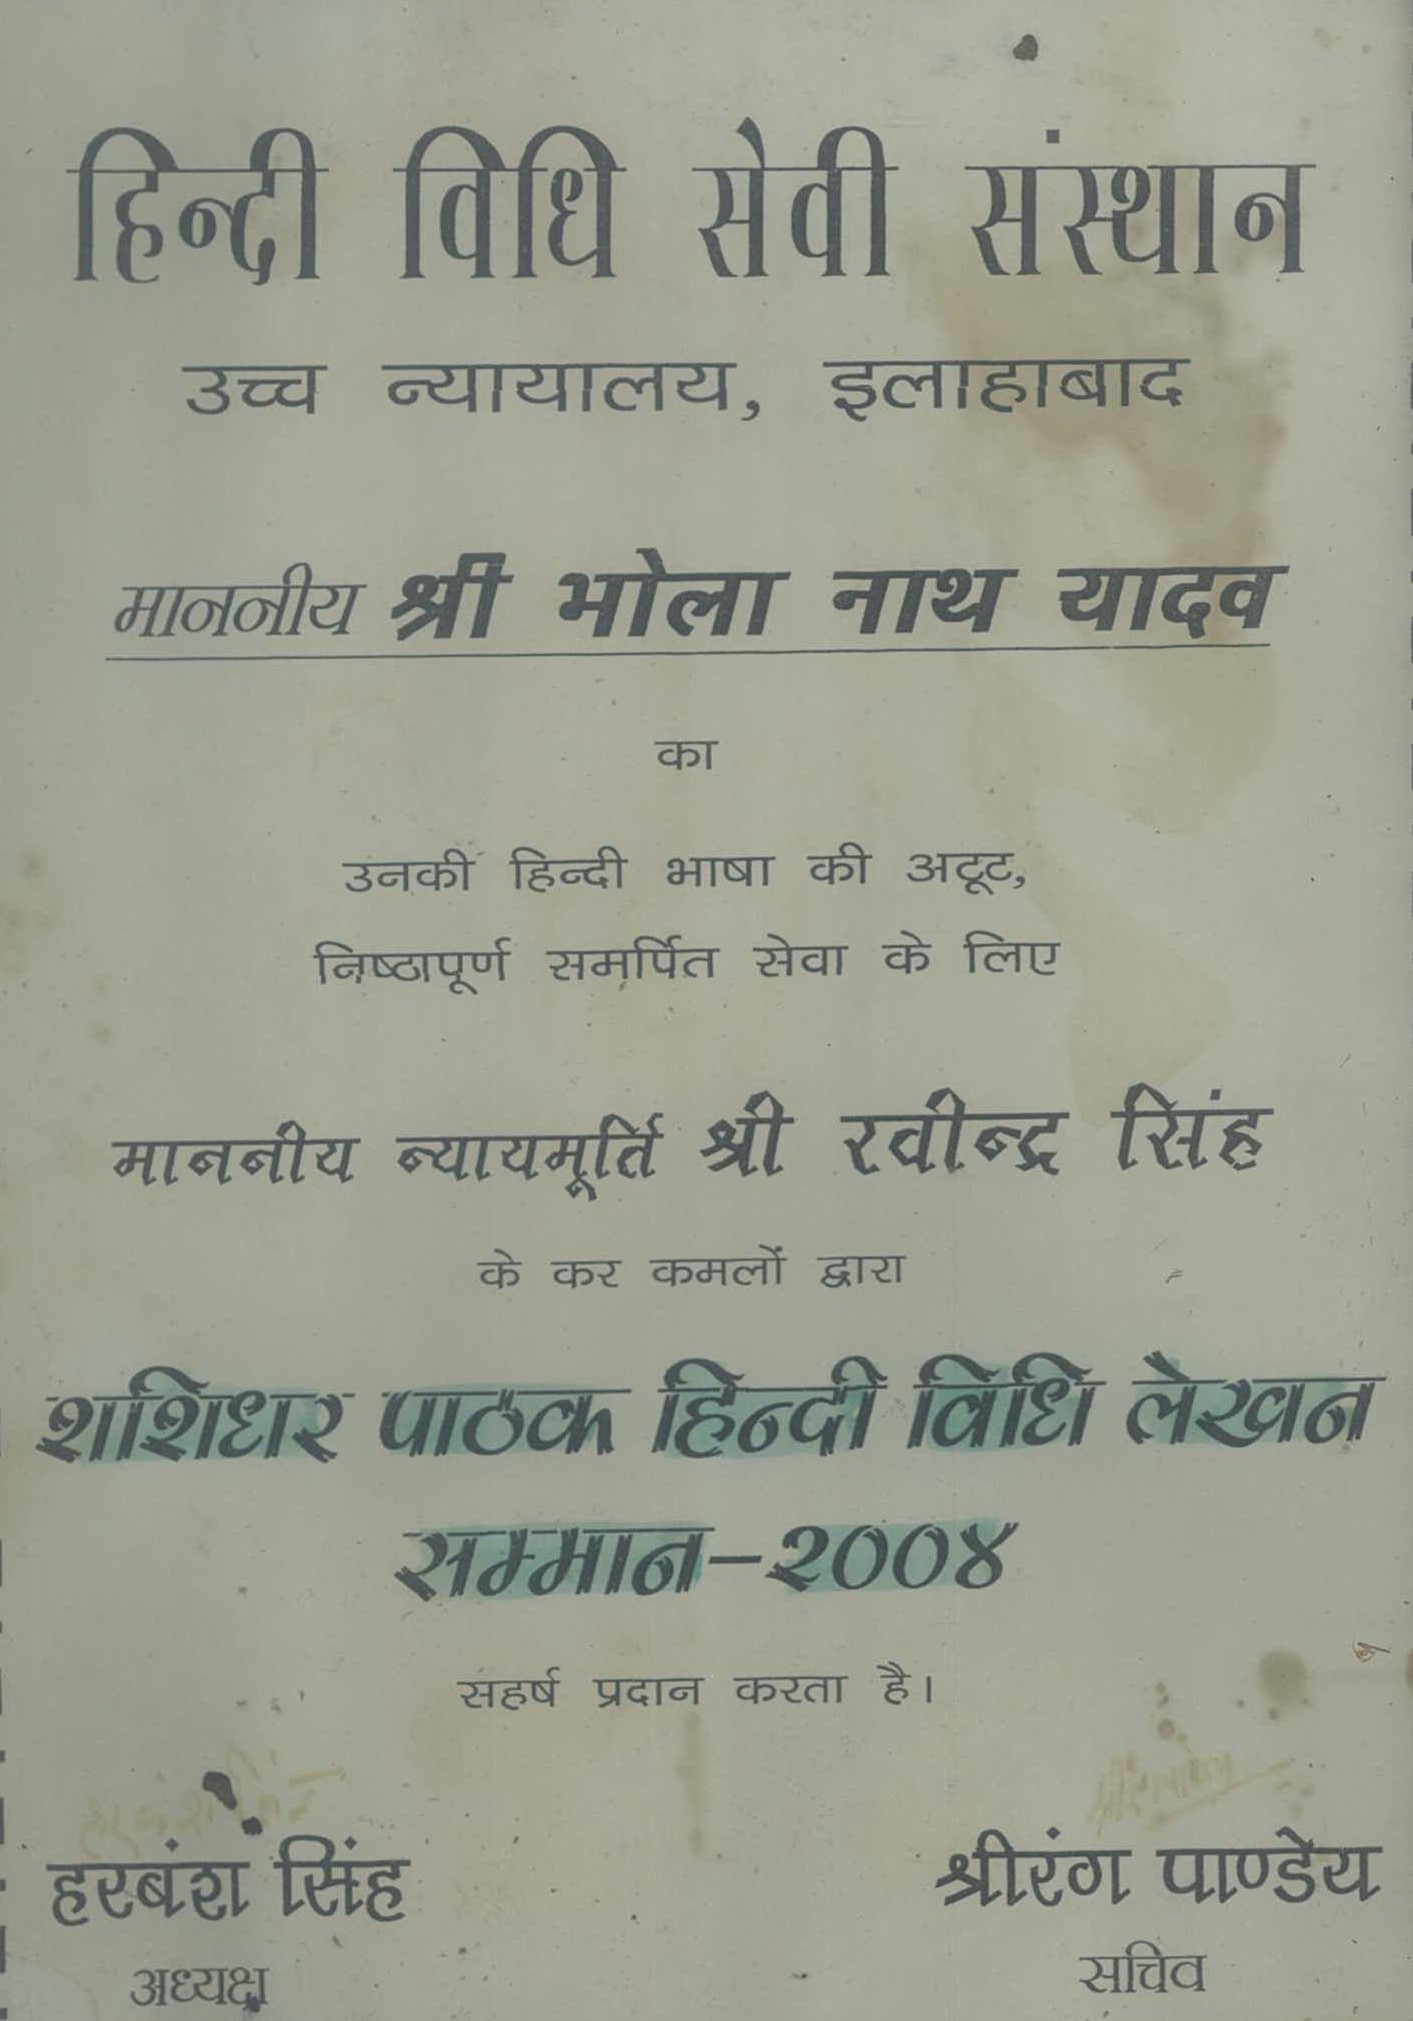 हिन्दी विधि सेवी संस्थान
उच्च न्यायालय, इलाहाबाद
माननीय श्री भोला नाथ यादव
का
उनकी हिन्दी भाषा की अटूट,
निष्ठापूर्ण समर्पित सेवा के लिए
माननीय न्यायमूर्ति श्री रवीन्द्र सिंह
के कर कमलों द्वारा
शशिधर पाठक हिन्दी विधि लेखन
सम्मान-२००४
सहर्ष प्रदान करता है।
हरबंश सिंह
श्रीरंग पाण्डेय
अध्यक्ष
सचिव